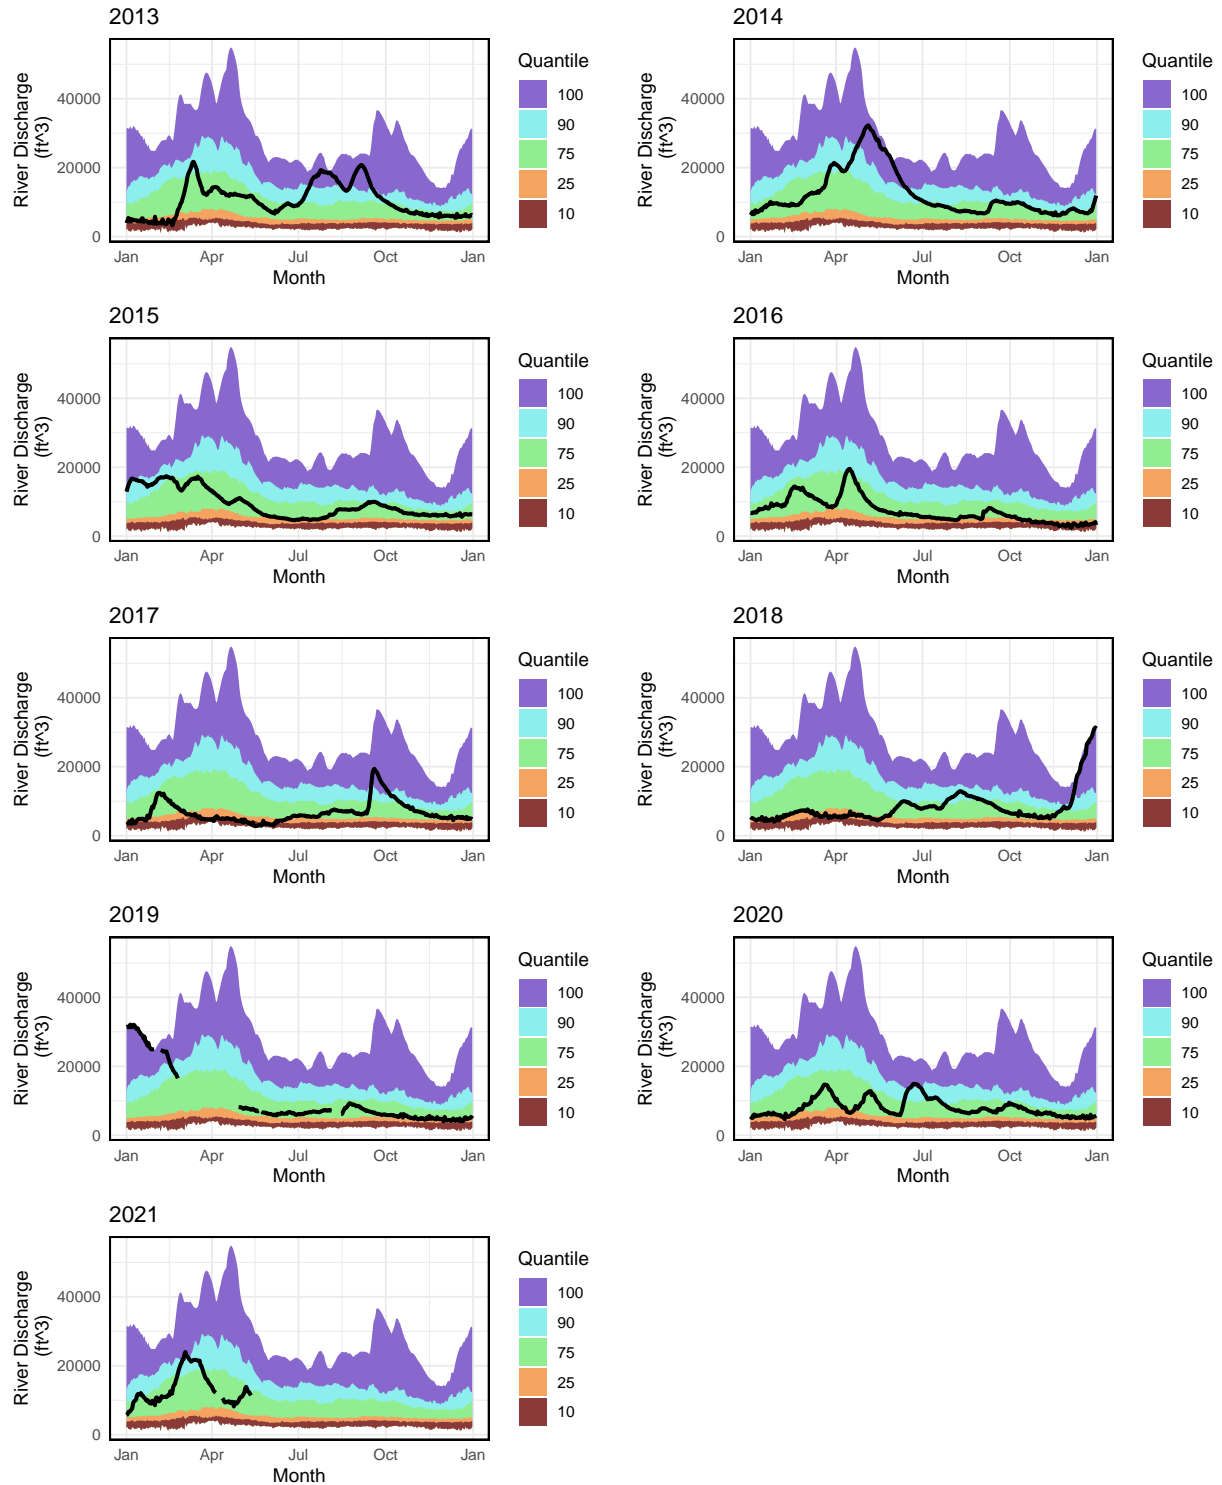 2013
River Discharge
(ft^3)
40000
20000
0
Jan
Apr
Jul
Oct
Jan
Month
Quantile
100
90
75
25
10
2014
River Discharge
(ft^3)
40000
20000
0
Jan
Apr
Jul
Oct
Jan
Month
Quantile
100
90
75
25
10
2015
River Discharge
(ft^3)
40000
20000
0
Jan
Apr
Jul
Oct
Jan
Month
Quantile
100
90
75
25
10
2016
River Discharge
(ft^3)
40000
20000
0
Jan
Apr
Jul
Oct
Jan
Month
Quantile
100
90
75
25
10
2017
River Discharge
(ft^3)
40000
20000
0
Jan
Apr
Jul
Oct
Jan
Month
Quantile
100
90
75
25
10
2018
River Discharge
(ft^3)
40000
20000
0
Jan
Apr
Jul
Oct
Jan
Month
Quantile
100
90
75
25
10
2019
River Discharge
(ft^3)
40000
20000
0
Jan
Apr
Jul
Oct
Jan
Month
Quantile
100
90
75
25
10
2020
River Discharge
(ft^3)
40000
20000
0
Jan
Apr
Jul
Oct
Jan
Month
Quantile
100
90
75
25
10
2021
River Discharge
(ft^3)
40000
20000
0
Jan
Apr
Jul
Oct
Jan
Month
Quantile
100
90
75
25
10